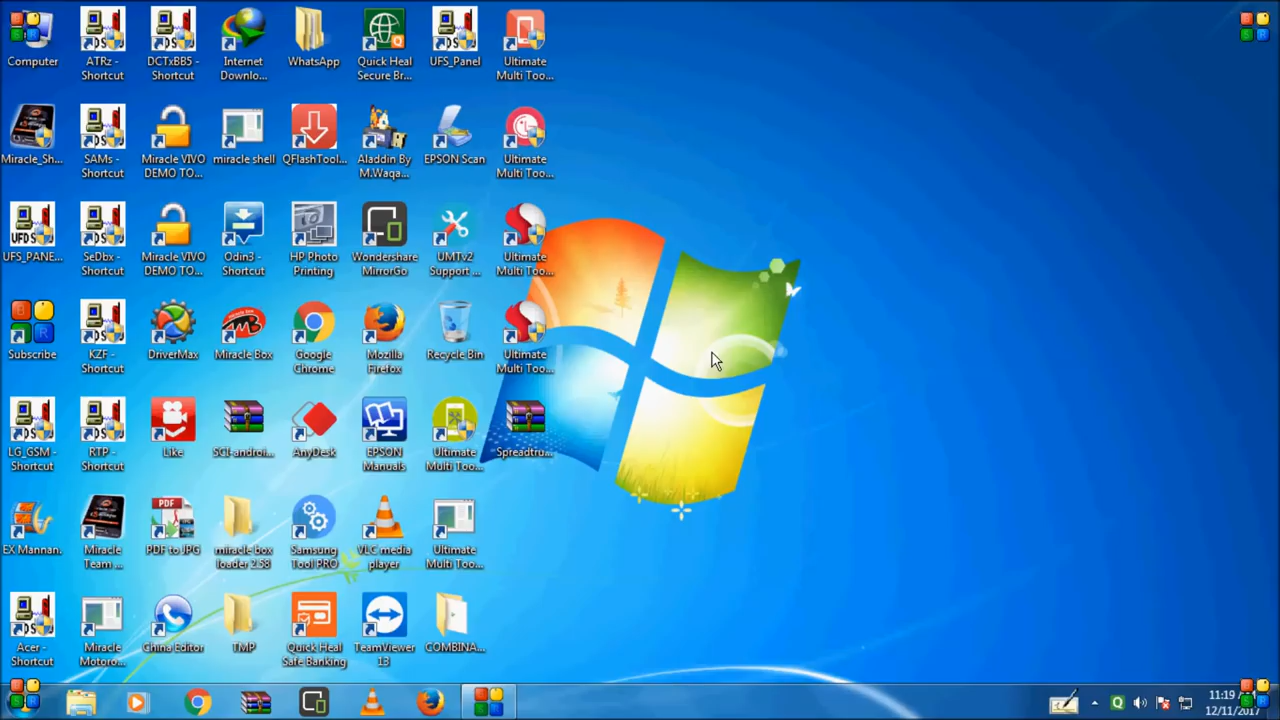 Computer
ATRz -
Shortcut
DCTxBB5 -
Shortcut
Internet
Downlo...
WhatsApp
Quick Heal
Secure Br...
UFS_Panel
Ultimate
Multi Too...
Miracle_Sh...
SAMs -
Shortcut
Miracle VIVO
DEMO TO...
miracle shell
QFlashTool...
Aladdin By
M.Waqa...
EPSON Scan
Ultimate
Multi Too...
UFS_PANE...
SeDbx -
Shortcut
Miracle VIVO
DEMO TO...
Odin3 -
Shortcut
HP Photo
Printing
Wondershare
MirrorGo
UMTv2
Support ...
Ultimate
Multi Too...
Subscribe
KZF -
Shortcut
DriverMax
Miracle Box
Google
Chrome
Mozilla
Firefox
Recycle Bin
Ultimate
Multi Too...
LG_GSM -
Shortcut
RTP -
Shortcut
Like
SCI-androi...
AnyDesk
EPSON
Manuals
Ultimate
Multi Too...
Spreadtru...
EX Mannan.
Miracle
Team ...
PDF
PDF to JPG
miracle box
loader 2.58
Samsung
Tool PRO
VLC media
player
Ultimate
Multi Too...
Acer -
Shortcut
Miracle
Motoro...
China Editor
TMP
Quick Heal
Safe Banking
TeamViewer
13
COMBINA...
11:19
12/11/2017